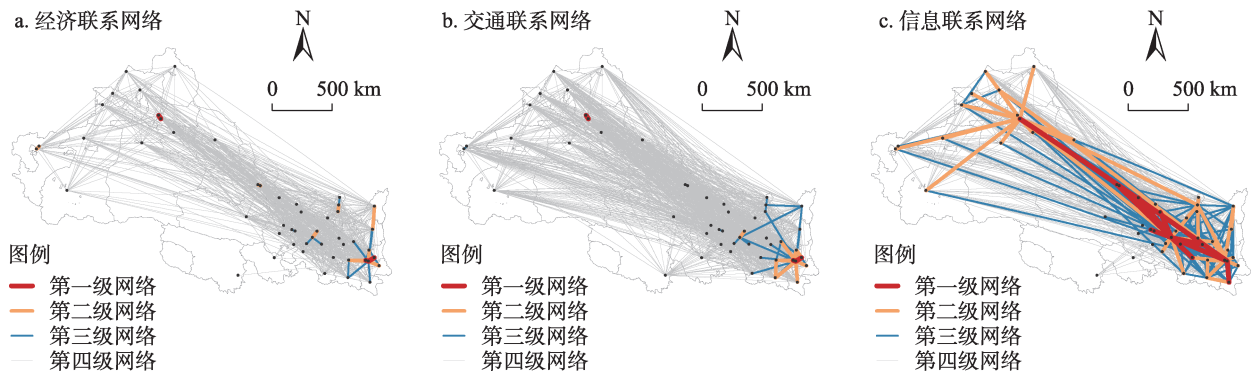 a. 经济联系网络
N
0 500 km
图例
第一级网络
第二级网络
第三级网络
第四级网络
b. 交通联系网络
N
0 500 km
图例
第一级网络
第二级网络
第三级网络
第四级网络
c. 信息联系网络
N
0 500 km
图例
第一级网络
第二级网络
第三级网络
第四级网络